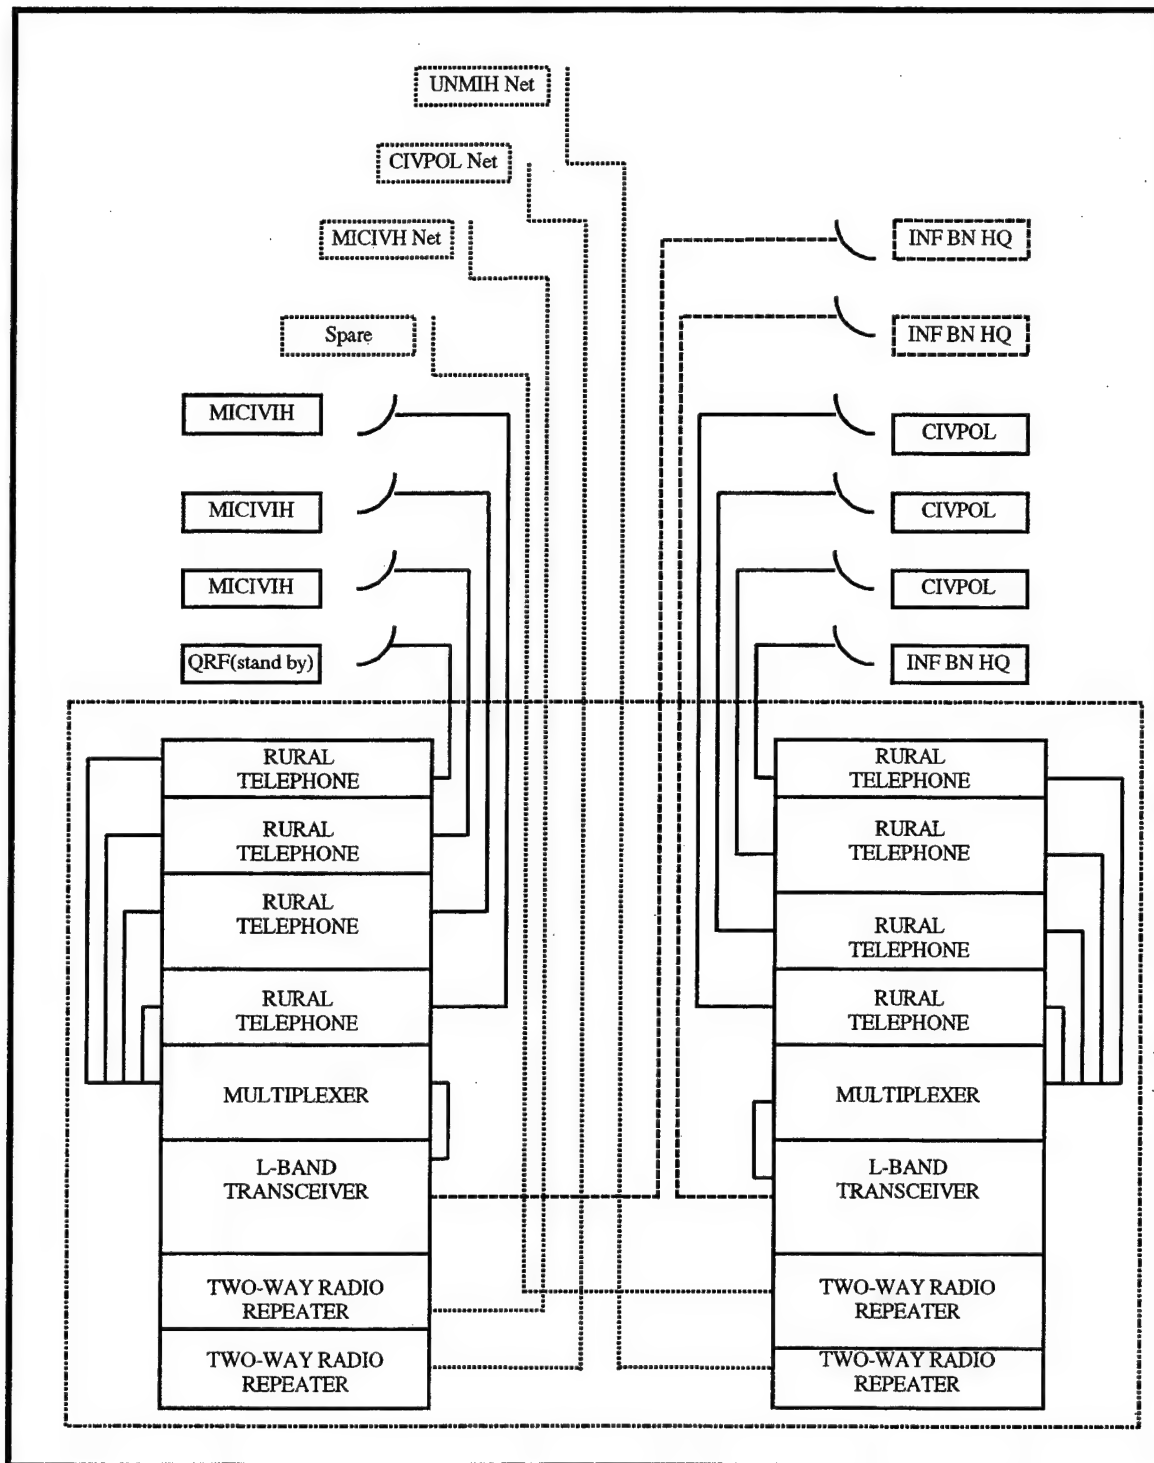 UNMIH Net
CIVPOL Net
MICIVH Net
Spare
MICIVIH
MICIVIH
MICIVIH
QRF(stand by)
INF BN HQ
INF BN HQ
CIVPOL
CIVPOL
CIVPOL
INF BN HQ
RURAL
TELEPHONE
RURAL
TELEPHONE
RURAL
TELEPHONE
RURAL
TELEPHONE
MULTIPLEXER
L-BAND
TRANSCEIVER
TWO-WAY RADIO
REPEATER
TWO-WAY RADIO
REPEATER
RURAL
TELEPHONE
RURAL
TELEPHONE
RURAL
TELEPHONE
RURAL
TELEPHONE
MULTIPLEXER
L-BAND
TRANSCEIVER
TWO-WAY RADIO
REPEATER
TWO-WAY RADIO
REPEATER